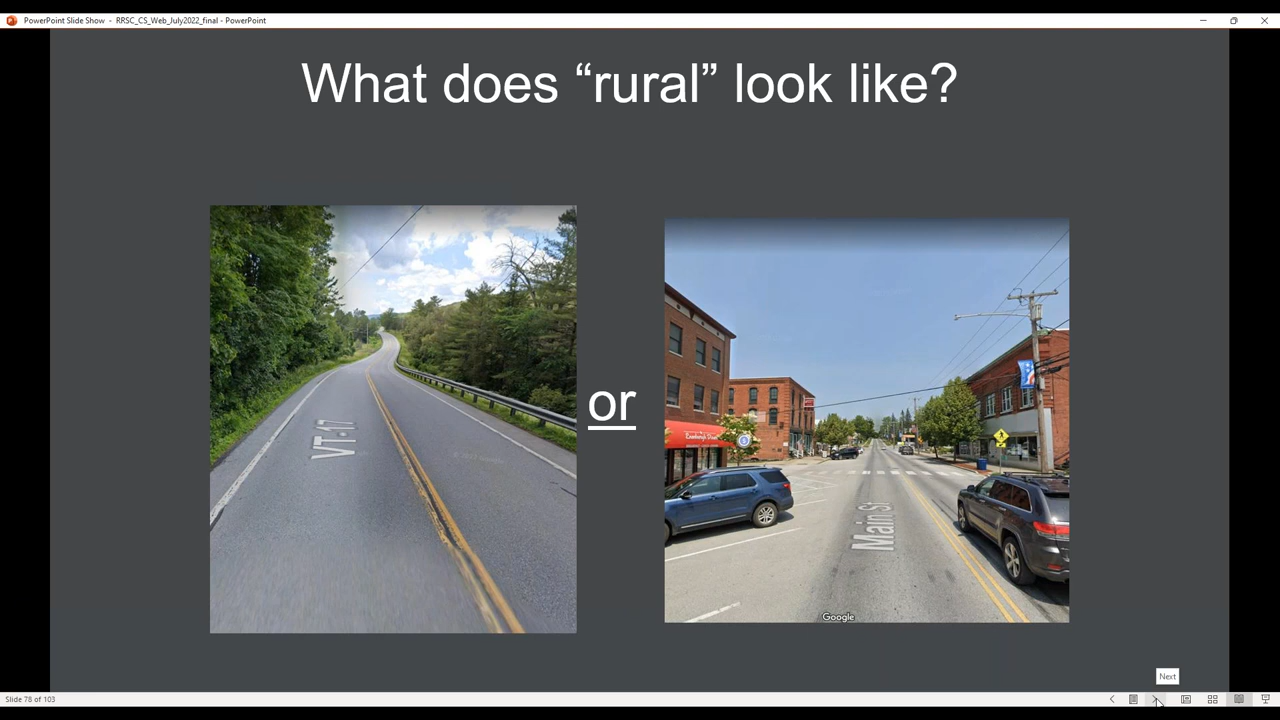 PowerPoint Slide Show - RRSC_CS_Web_July2022_final - PowerPoint
What does “rural” look like?
VT-17
or
Main St
Google
Next
Slide 78 of 103